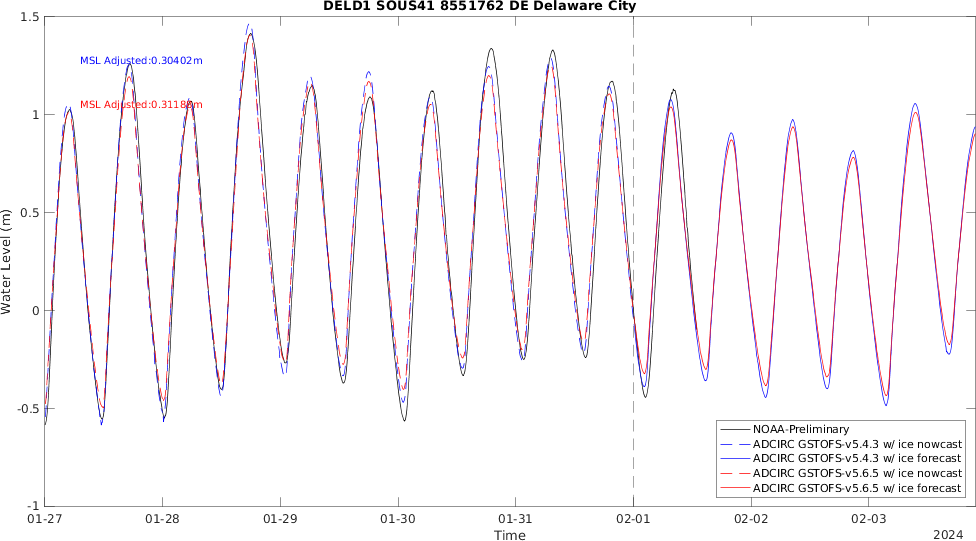 DELD1 SOUS41 8551762 DE Delaware City
1.5
1
0.5
0
-0.5
-1
Water Level (m)
MSL Adjusted:0.30402m
MSL Adjusted:0.31183m
NOAA-Preliminary
ADCIRC GSTOFS-v5.4.3 w/ ice nowcast
ADCIRC GSTOFS-v5.4.3 w/ ice forecast
ADCIRC GSTOFS-v5.6.5 w/ ice nowcast
ADCIRC GSTOFS-v5.6.5 w/ ice forecast
01-27 01-28 01-29 01-30 01-31 02-01 02-02 02-03
Time
2024